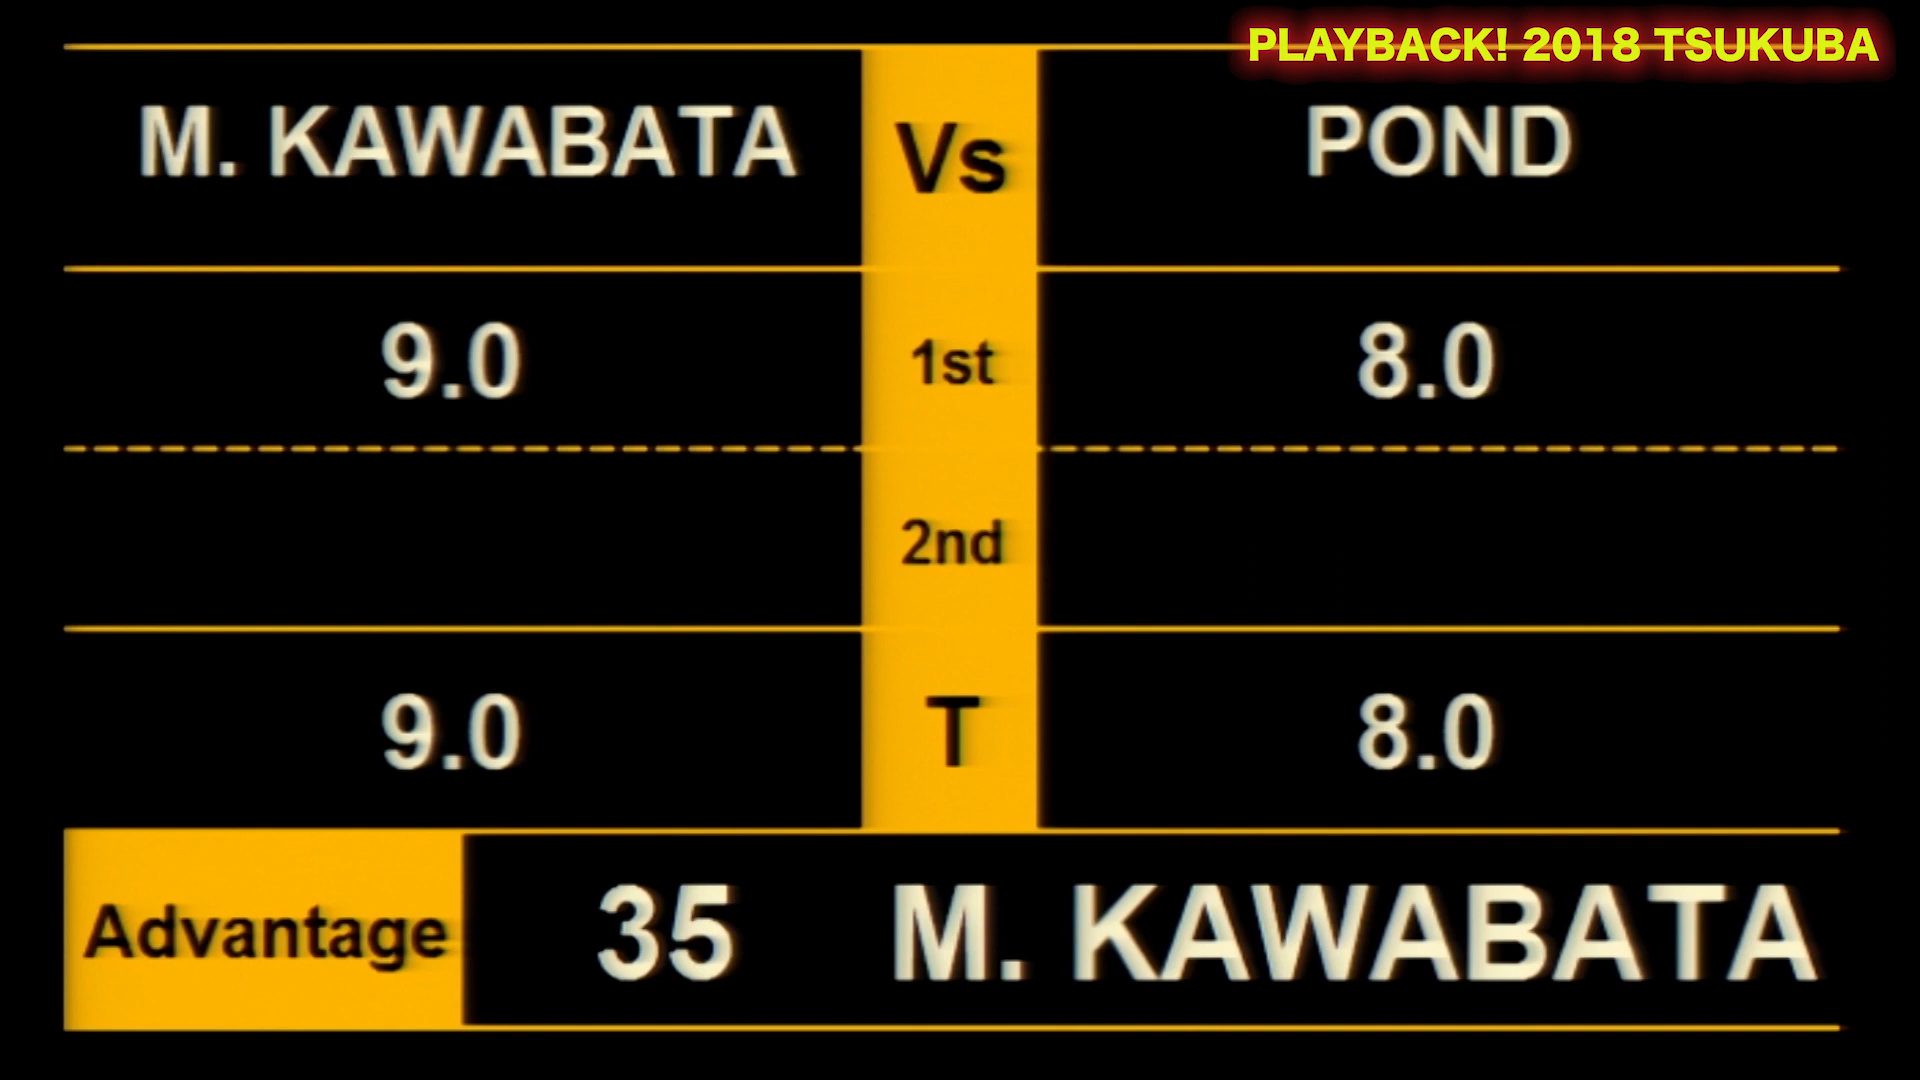 PLAYBACK! 2018 TSUKUBA
M. KAWABATA Vs POND
9.0 1st 8.0
2nd
9.0 T 8.0
Advantage 35 M. KAWABATA